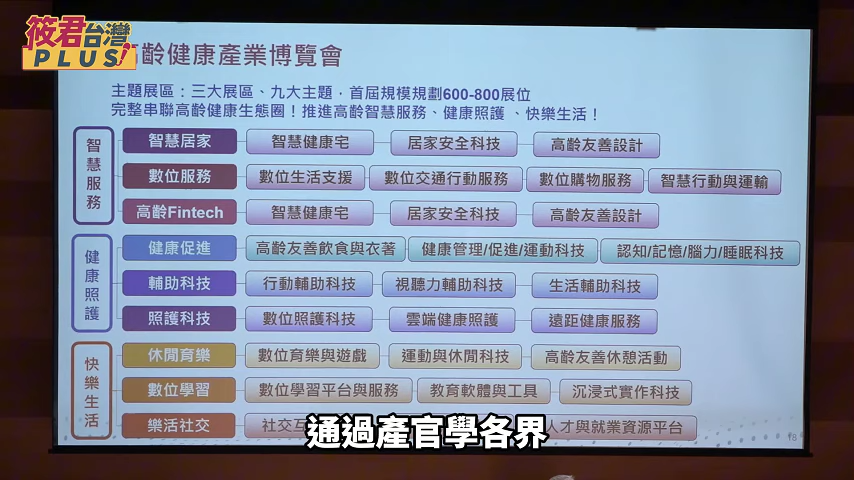 筱君台灣
PLUS!
齡健康產業博覽會
主題展區：三大展區、九大主題，首屆規模規劃600-800展位
完整串聯高齡健康生態圈！推進高齡智慧服務、健康照護、快樂生活！
智慧服務
智慧居家 智慧健康宅 居家安全科技 高齡友善設計
數位服務 數位生活支援 數位交通行動服務 數位購物服務 智慧行動與運輸
高齡Fintech 智慧健康宅 居家安全科技 高齡友善設計
健康照護
健康促進 高齡友善飲食與衣著 健康管理/促進/運動科技 認知/記憶/腦力/睡眠科技
輔助科技 行動輔助科技 視聽力輔助科技 生活輔助科技
照護科技 數位照護科技 雲端健康照護 遠距健康服務
快樂生活
休閒育樂 數位育樂與遊戲 運動與休閒科技 高齡友善休憩活動
數位學習 數位學習平台與服務 教育軟體與工具 沉浸式實作科技
樂活社交 社交互 人才與就業資源平台
18
通過產官學各界